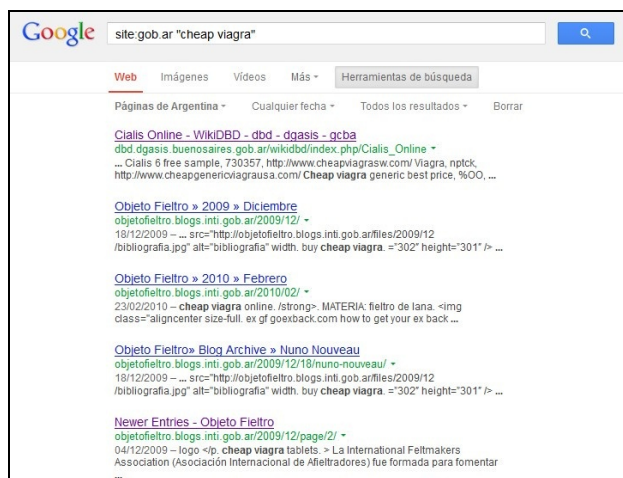 Google site:gob.ar "cheap viagra"
Web Imágenes Vídeos Más Herramientas de búsqueda
Páginas de Argentina Cualquier fecha Todos los resultados Borrar
Cialis Online - WikiDBD - dbd - dgasis - gcba
dbd.dgasis.buenosaires.gob.ar/wikidbd/index.php/Cialis_Online
... Cialis 6 free sample, 730357, http://www.cheapviagrasw.com/ Viagra, nptck,
http://www.cheapgenericviagrausa.com/ Cheap viagra generic best price, %OO, ...
Objeto Fieltro » 2009 » Diciembre
objetofieltro.blogs.inti.gob.ar/2009/12/
18/12/2009 – ... src="http://objetofieltro.blogs.inti.gob.ar/files/2009/12
/bibliografia.jpg" alt="bibliografia" width. buy cheap viagra. ="302" height="301" /> ...
Objeto Fieltro » 2010 » Febrero
objetofieltro.blogs.inti.gob.ar/2010/02/
23/02/2010 – cheap viagra online. /strong>. MATERIA: fieltro de lana. <img
class="aligncenter size-full. ex gf goexback.com how to get your ex back ...
Objeto Fieltro» Blog Archive » Nuno Nouveau
objetofieltro.blogs.inti.gob.ar/2009/12/18/nuno-nouveau/
18/12/2009 – ... src="http://objetofieltro.blogs.inti.gob.ar/files/2009/12
/bibliografia.jpg" alt="bibliografia" width. buy cheap viagra. ="302" height="301" /> ...
Newer Entries - Objeto Fieltro
objetofieltro.blogs.inti.gob.ar/2009/12/page/2/
04/12/2009 – logo </p. cheap viagra tablets. > La International Feltmakers
Association (Asociación Internacional de Afieltradores) fue formada para fomentar
...